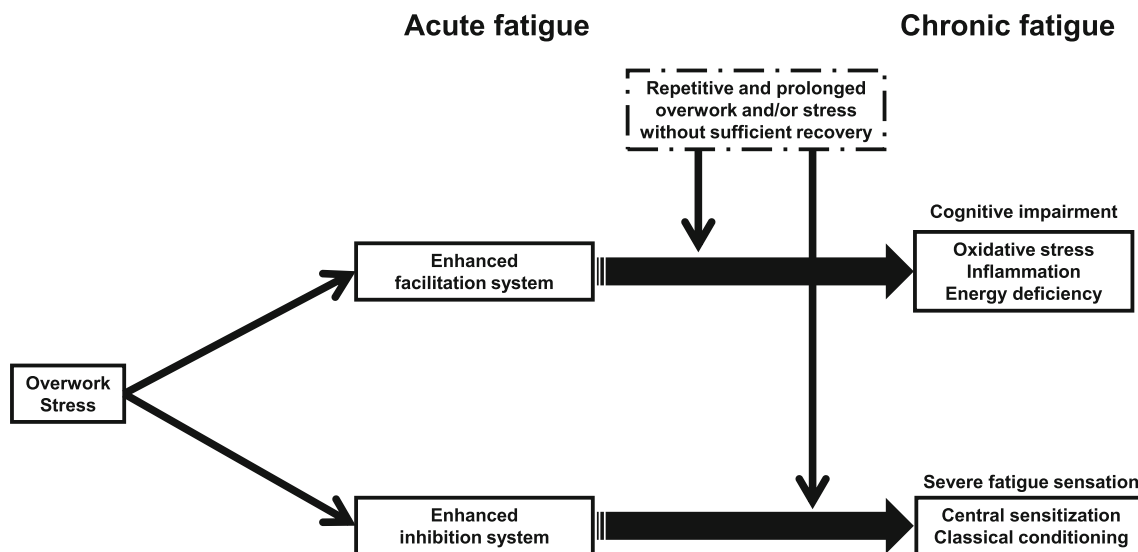 Acute fatigue
Chronic fatigue
Repetitive and prolonged
overwork and/or stress
without sufficient recovery
Cognitive impairment
Enhanced
facilitation system
Oxidative stress
Inflammation
Energy deficiency
Overwork
Stress
Severe fatigue sensation
Enhanced
inhibition system
Central sensitization
Classical conditioning